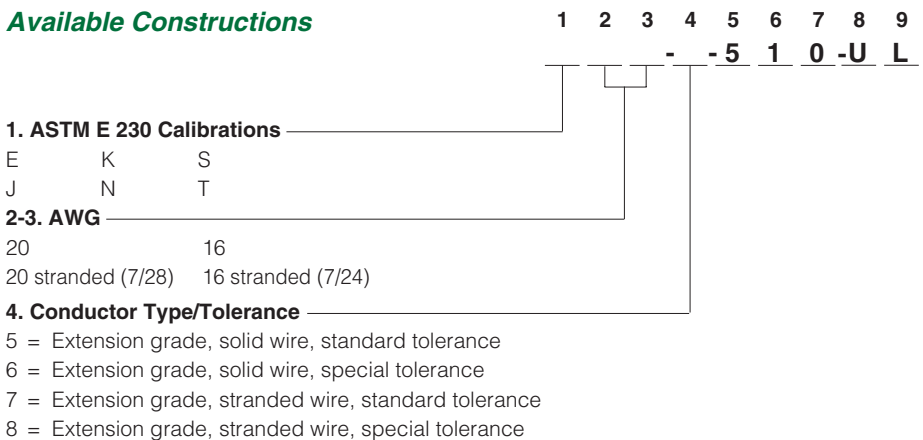 Available Constructions 1 2 3 4 5 6 7 8 9
- - 5 1 0 -U L
1. ASTM E 230 Calibrations
E K S
J N T
2-3. AWG
20 16
20 stranded (7/28) 16 stranded (7/24)
4. Conductor Type/Tolerance
5 = Extension grade, solid wire, standard tolerance
6 = Extension grade, solid wire, special tolerance
7 = Extension grade, stranded wire, standard tolerance
8 = Extension grade, stranded wire, special tolerance